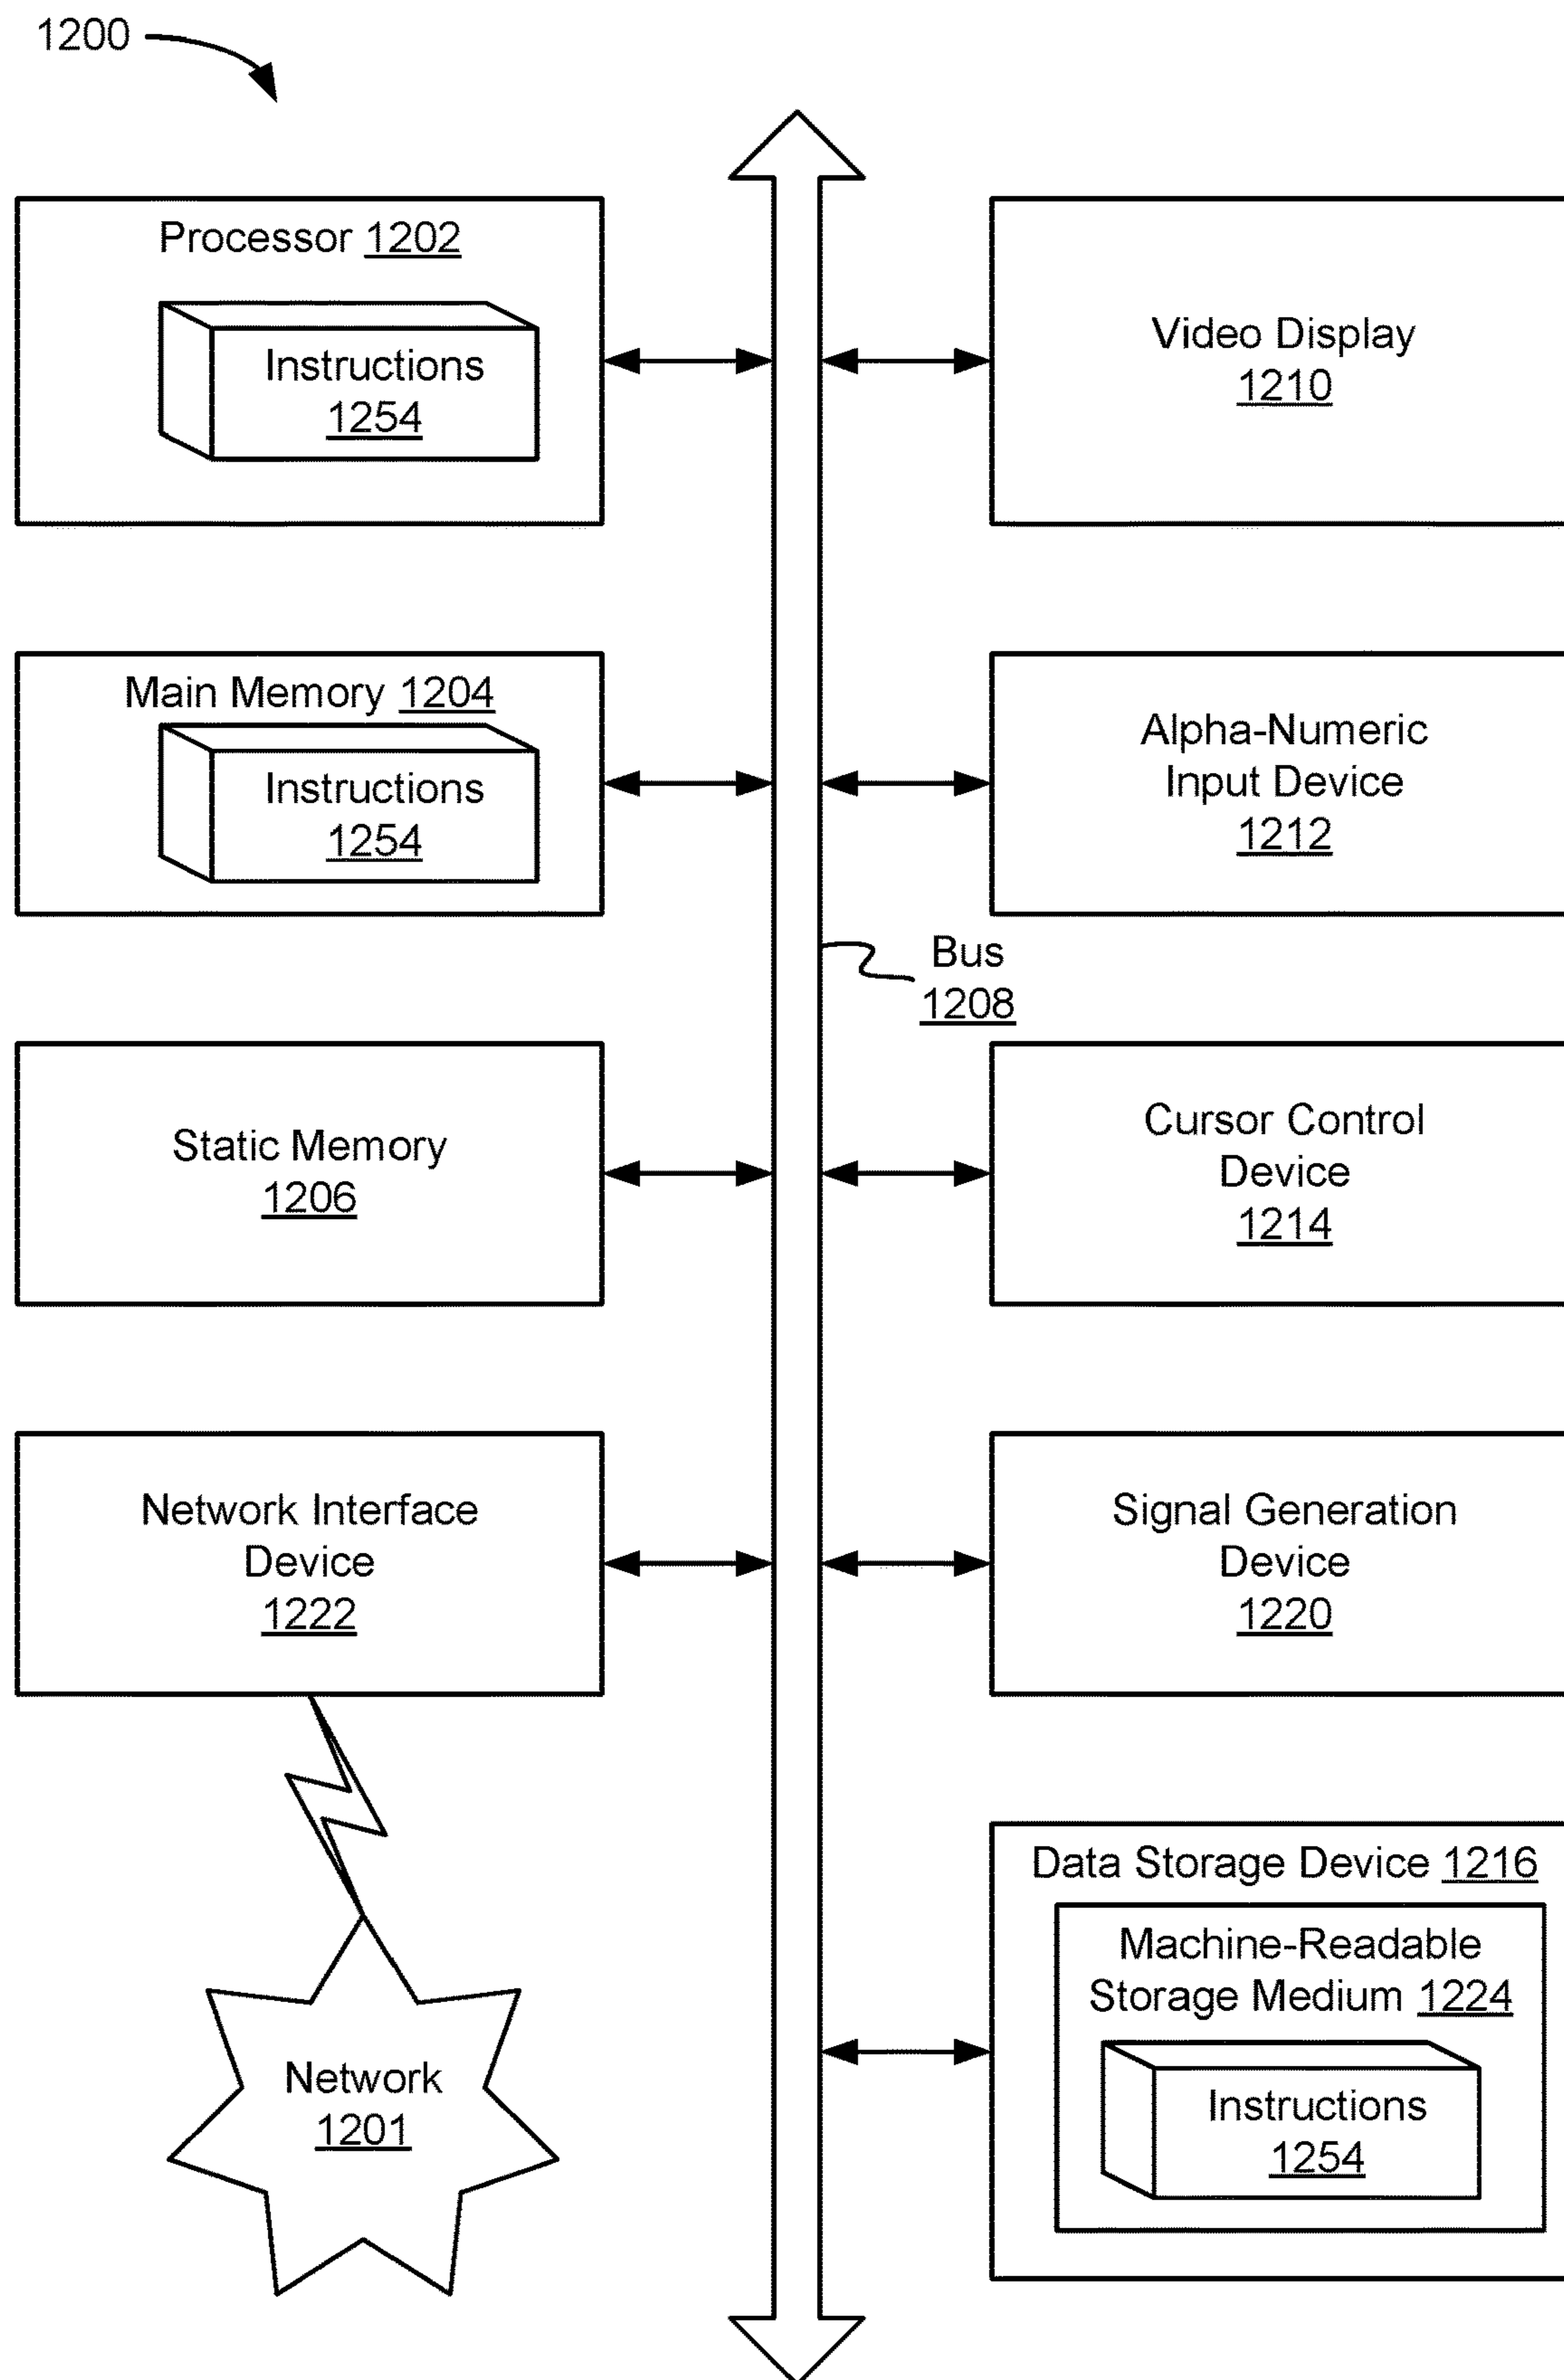 1200
Processor 1202
Instructions
1254
Video Display
1210
Main Memory 1204
Instructions
1254
Alpha-Numeric
Input Device
1212
Bus
1208
Static Memory
1206
Cursor Control
Device
1214
Network Interface
Device
1222
Signal Generation
Device
1220
Data Storage Device 1216
Machine-Readable
Storage Medium 1224
Instructions
1254
Network
1201